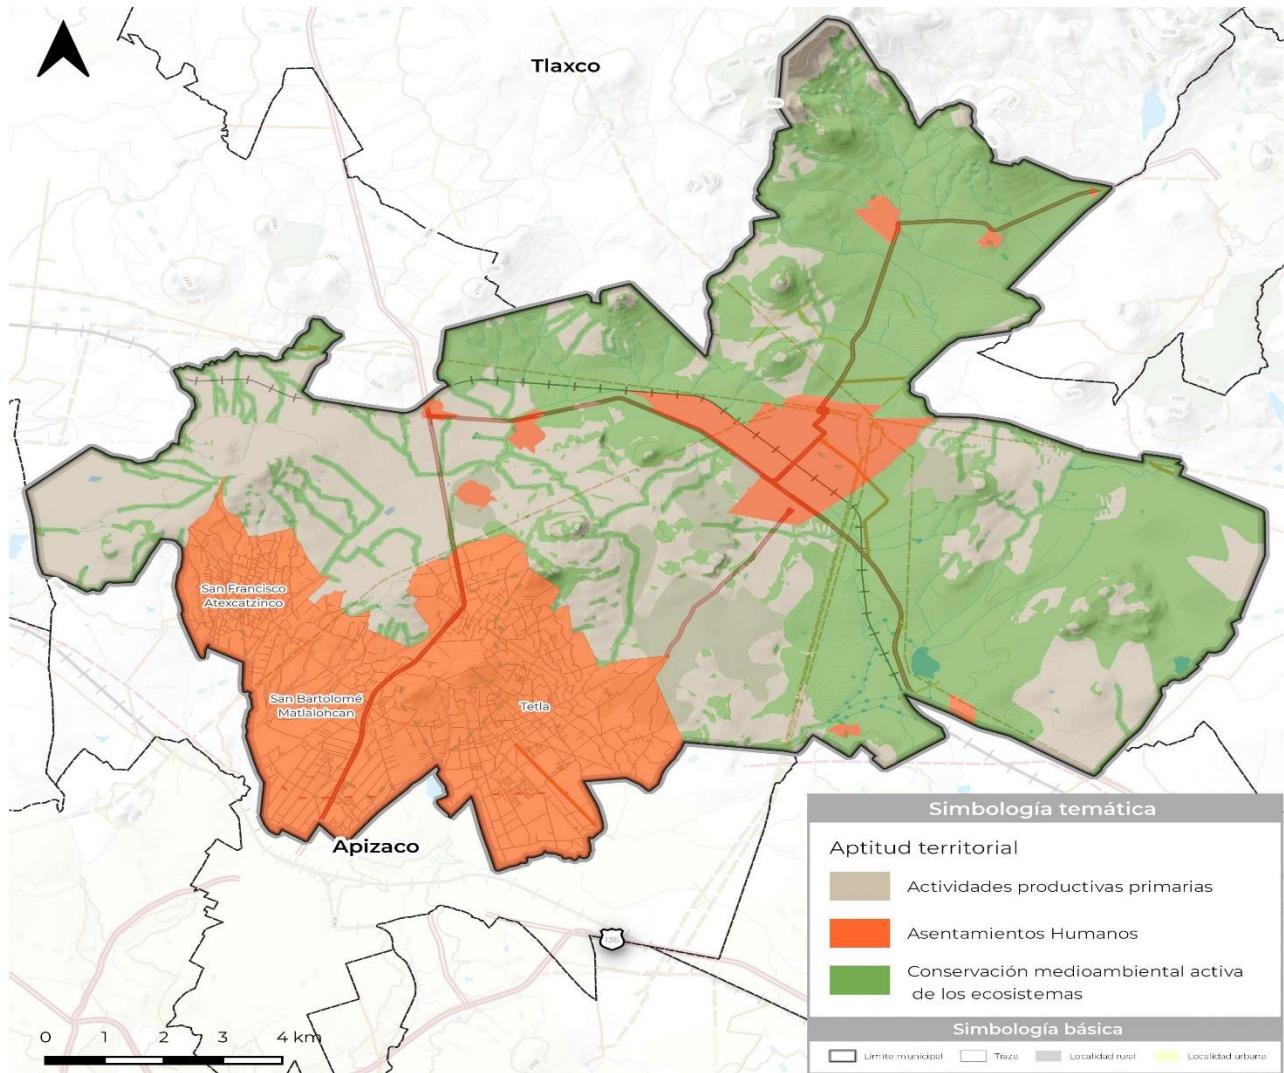 Tlaxco
San Francisco
Atexcatzinco
San Bartolomé
Matlalohcan
Tetla
Apizaco
136
0 1 2 3 4 km
Simbología temática
Aptitud territorial
Actividades productivas primarias
Asentamientos Humanos
Conservación medioambiental activa
de los ecosistemas
Simbología básica
Límite municipal
Traza
Localidad rural
Localidad urbana